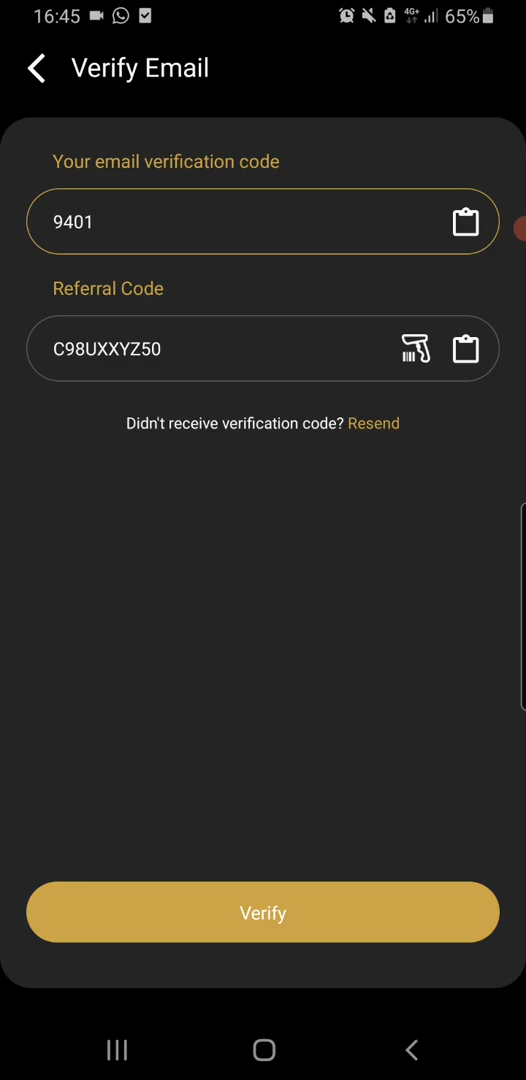 16:45 4G+ 65%
Verify Email
Your email verification code
9401
Referral Code
C98UXXYZ50
Didn't receive verification code? Resend
Verify